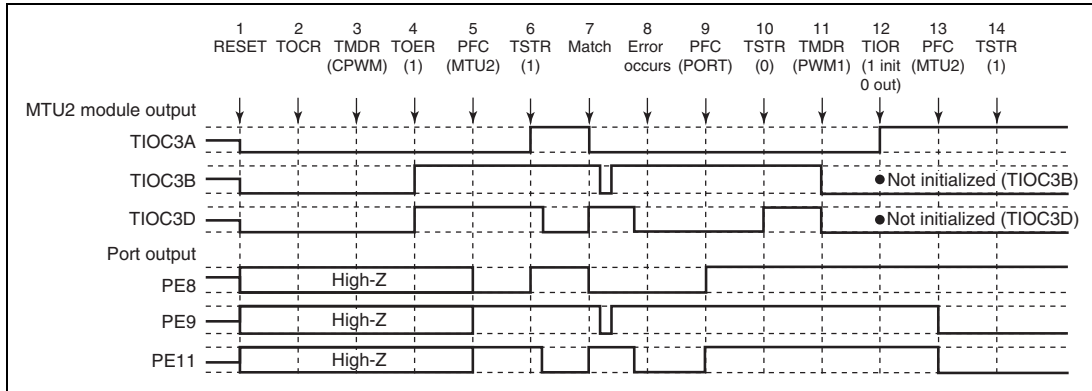 1 2 3 4 5 6 7 8 9 10 11 12 13 14
RESET TOCR TMDR TOER PFC TSTR Match Error PFC TSTR TMDR TIOR PFC TSTR
(CPWM) (1) (MTU2) (1) occurs (PORT) (0) (PWM1) (1 init (MTU2) (1)
0 out)
MTU2 module output
TIOC3A
TIOC3B
● Not initialized (TIOC3B)
TIOC3D
● Not initialized (TIOC3D)
Port output
PE8
High-Z
PE9
High-Z
PE11
High-Z